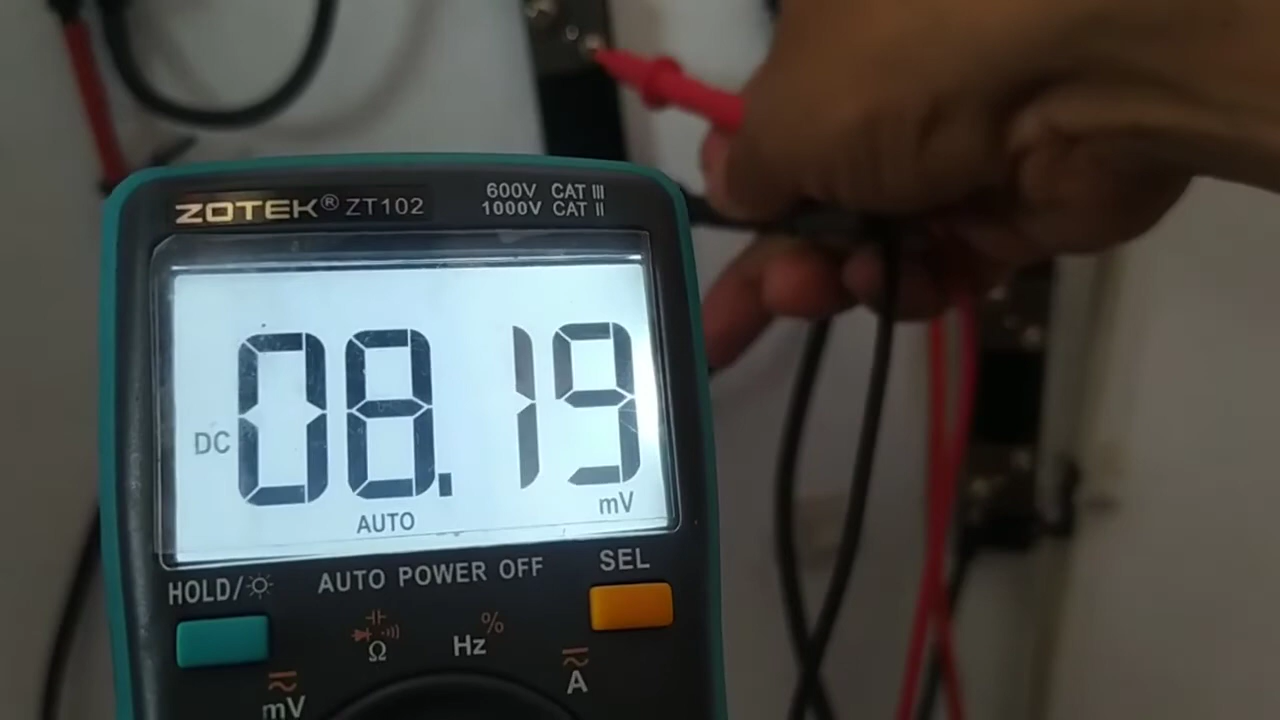 ZOTEK® ZT102
600V CAT III
1000V CAT II
08.19
DC
mV
AUTO
HOLD/
AUTO POWER OFF
SEL
Ω
Hz
%
mV
A